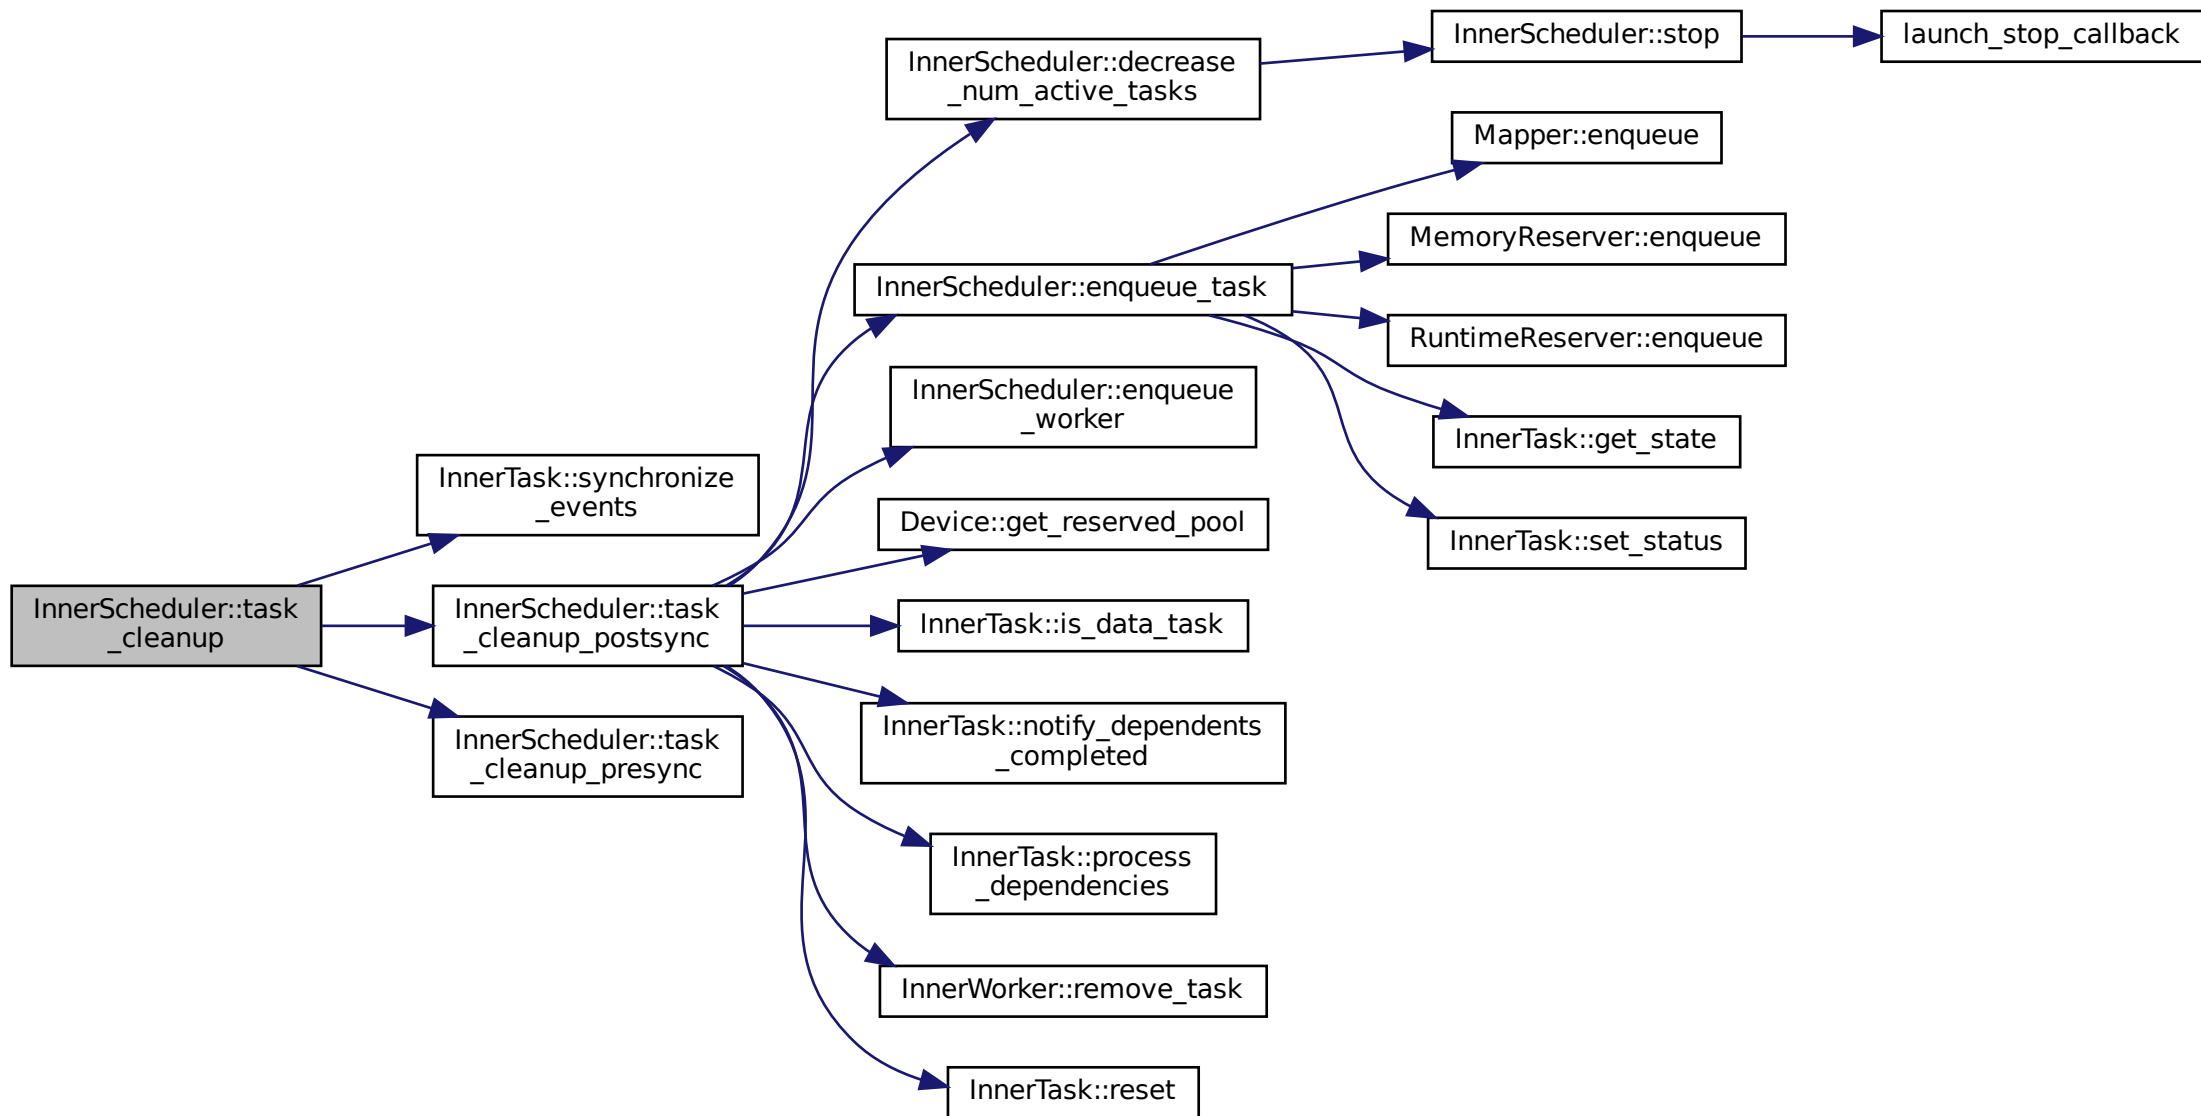 InnerScheduler::task
_cleanup
InnerTask::synchronize
_events
InnerScheduler::task
_cleanup_postsync
InnerScheduler::task
_cleanup_presync
InnerScheduler::decrease
_num_active_tasks
InnerScheduler::enqueue_task
InnerScheduler::enqueue
_worker
Device::get_reserved_pool
InnerTask::is_data_task
InnerTask::notify_dependents
_completed
InnerTask::process
_dependencies
InnerWorker::remove_task
InnerTask::reset
InnerScheduler::stop
Mapper::enqueue
MemoryReserver::enqueue
RuntimeReserver::enqueue
InnerTask::get_state
InnerTask::set_status
launch_stop_callback